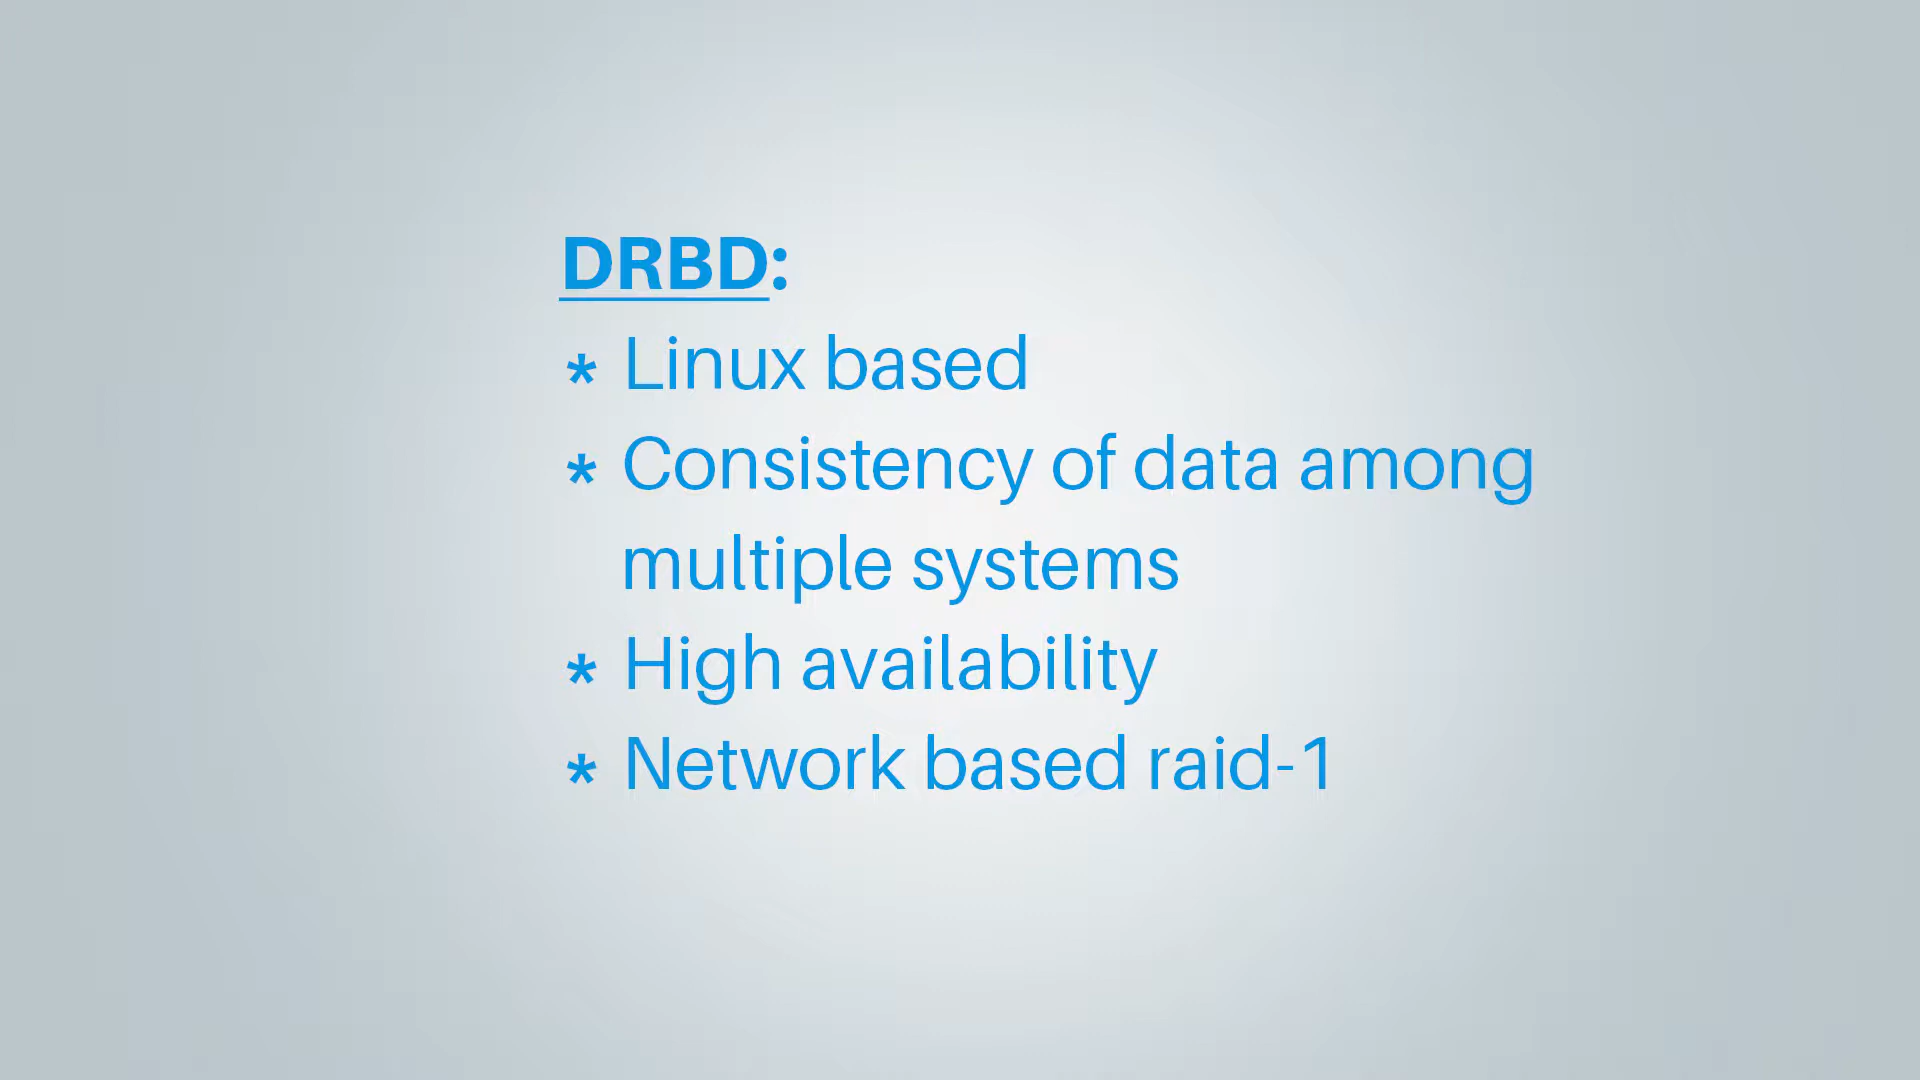 DRBD:
* Linux based
* Consistency of data among
multiple systems
* High availability
* Network based raid-1